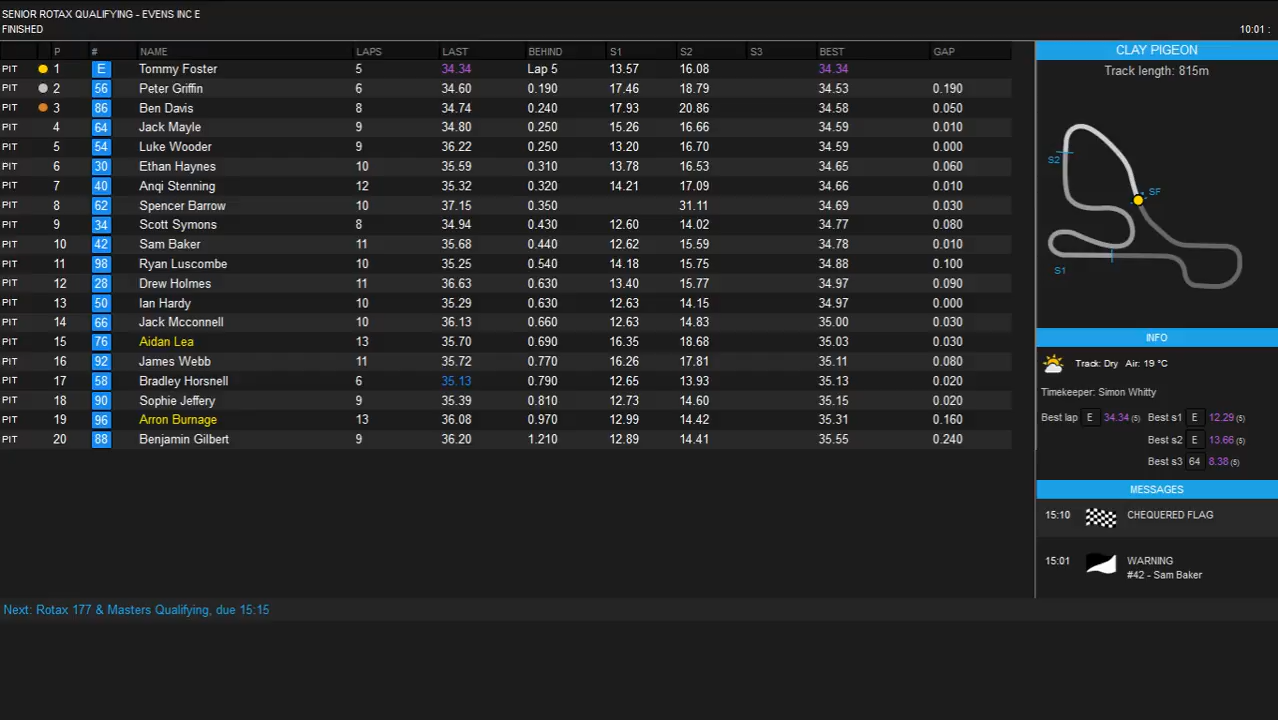 SENIOR ROTAX QUALIFYING - EVENS INC E
FINISHED
10:01 :
P # NAME LAPS LAST BEHIND S1 S2 S3 BEST GAP
PIT 1 E Tommy Foster 5 34.34 Lap 5 13.57 16.08 34.34
PIT 2 56 Peter Griffin 6 34.60 0.190 17.46 18.79 34.53 0.190
PIT 3 86 Ben Davis 8 34.74 0.240 17.93 20.86 34.58 0.050
PIT 4 64 Jack Mayle 9 34.80 0.250 15.26 16.66 34.59 0.010
PIT 5 54 Luke Wooder 9 36.22 0.250 13.20 16.70 34.59 0.000
PIT 6 30 Ethan Haynes 10 35.59 0.310 13.78 16.53 34.65 0.060
PIT 7 40 Anqi Stenning 12 35.32 0.320 14.21 17.09 34.66 0.010
PIT 8 62 Spencer Barrow 10 37.15 0.350 31.11 34.69 0.030
PIT 9 34 Scott Symons 8 34.94 0.430 12.60 14.02 34.77 0.080
PIT 10 42 Sam Baker 11 35.68 0.440 12.62 15.59 34.78 0.010
PIT 11 98 Ryan Luscombe 10 35.25 0.540 14.18 15.75 34.88 0.100
PIT 12 28 Drew Holmes 11 36.63 0.630 13.40 15.77 34.97 0.090
PIT 13 50 Ian Hardy 10 35.29 0.630 12.63 14.15 34.97 0.000
PIT 14 66 Jack Mcconnell 10 36.13 0.660 12.63 14.83 35.00 0.030
PIT 15 76 Aidan Lea 13 35.70 0.690 16.35 18.68 35.03 0.030
PIT 16 92 James Webb 11 35.72 0.770 16.26 17.81 35.11 0.080
PIT 17 58 Bradley Horsnell 6 35.13 0.790 12.65 13.93 35.13 0.020
PIT 18 90 Sophie Jeffery 9 35.39 0.810 12.73 14.60 35.15 0.020
PIT 19 96 Arron Burnage 13 36.08 0.970 12.99 14.42 35.31 0.160
PIT 20 88 Benjamin Gilbert 9 36.20 1.210 12.89 14.41 35.55 0.240
CLAY PIGEON
Track length: 815m
S2
SF
S1
INFO
Track: Dry Air: 19 °C
Timekeeper: Simon Whitty
Best lap E 34.34 (5) Best s1 E 12.29 (5)
Best s2 E 13.66 (5)
Best s3 64 8.38 (5)
MESSAGES
15:10 CHEQUERED FLAG
15:01 WARNING
#42 - Sam Baker
Next: Rotax 177 & Masters Qualifying, due 15:15